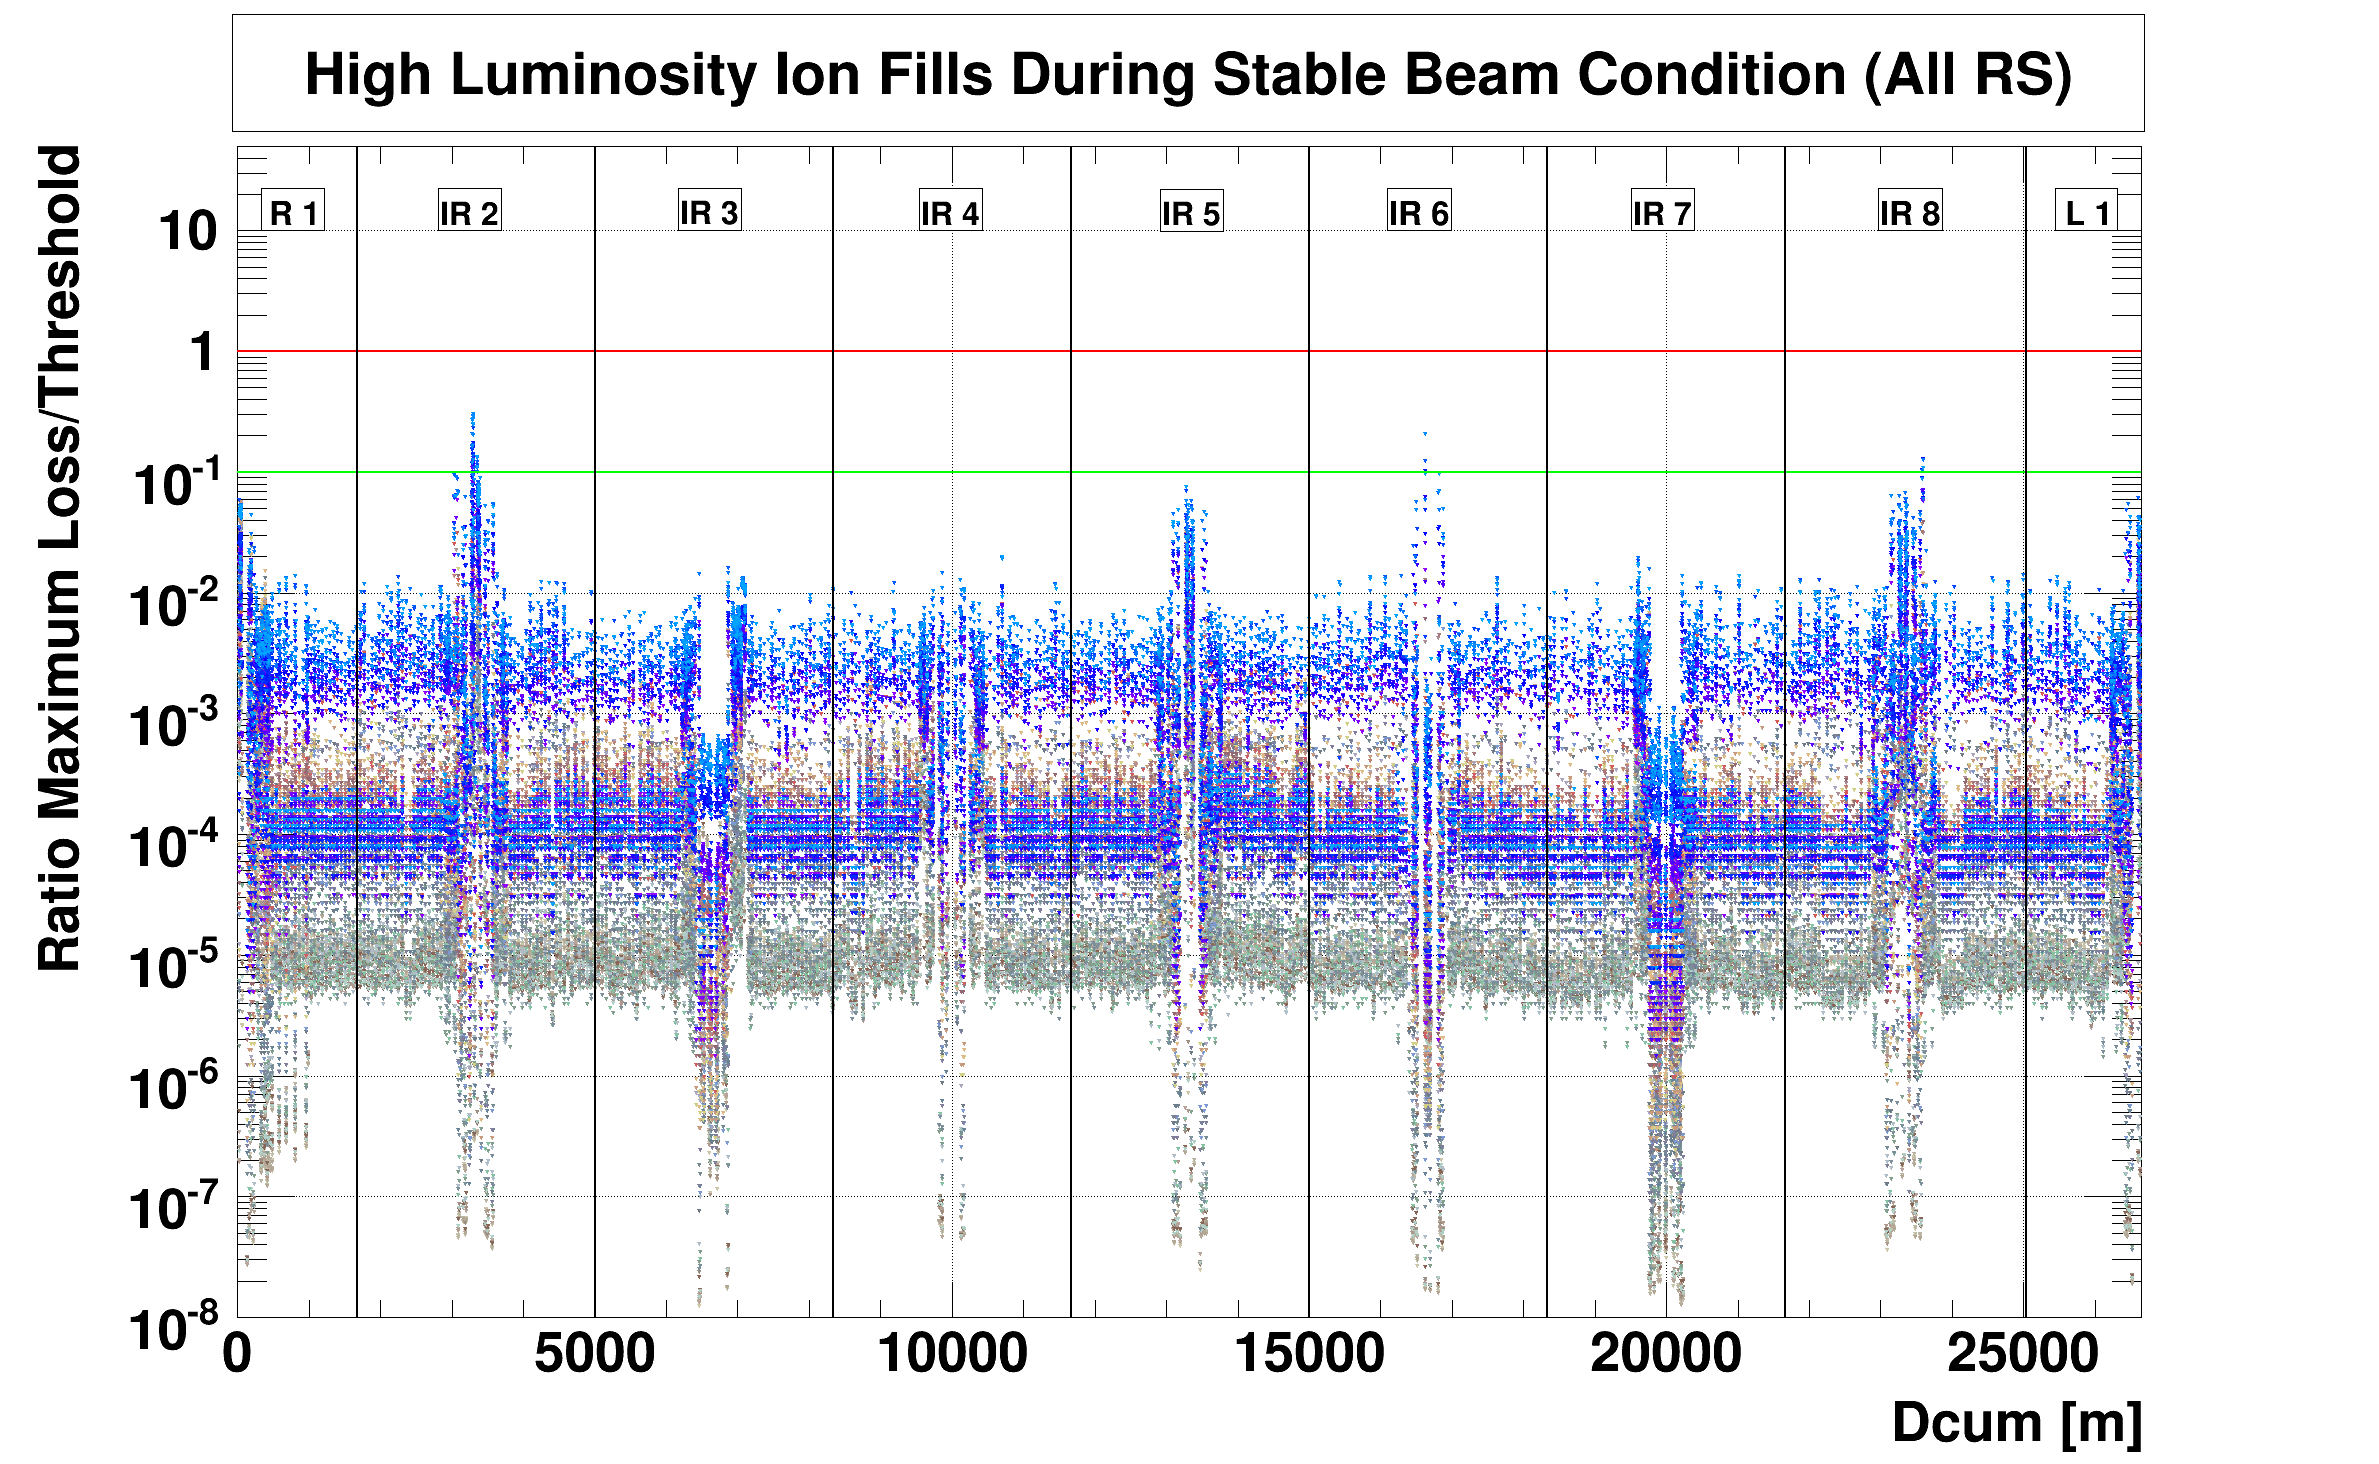 High Luminosity Ion Fills During Stable Beam Condition (All RS)
Ratio Maximum Loss/Threshold
R 1 IR 2 IR 3 IR 4 IR 5 IR 6 IR 7 IR 8 L 1
10
1
10-1
10-2
10-3
10-4
10-5
10-6
10-7
10-8
0 5000 10000 15000 20000 25000
Dcum [m]